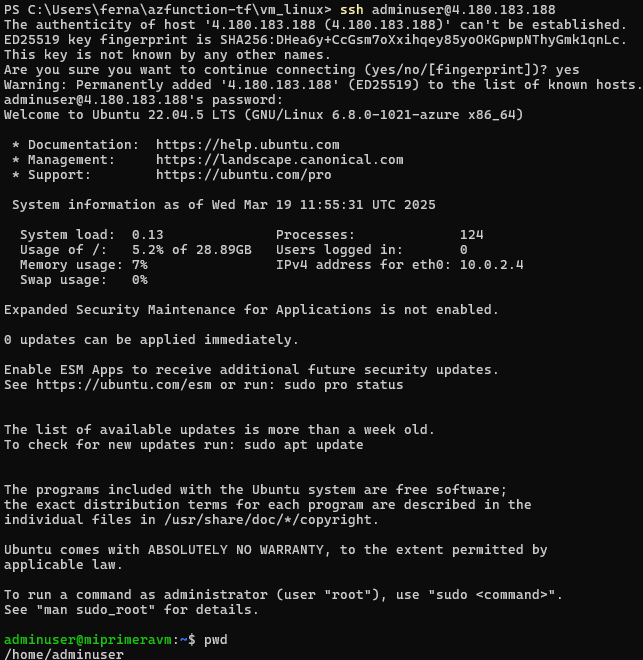 PS C:\Users\ferna\azfunction-tf\vm_linux> ssh adminuser@4.180.183.188
The authenticity of host '4.180.183.188 (4.180.183.188)' can't be established.
ED25519 key fingerprint is SHA256:DHea6y+CcGsm7oXxihqey85yoOKGpwpNThyGmk1qnLc.
This key is not known by any other names.
Are you sure you want to continue connecting (yes/no/[fingerprint])? yes
Warning: Permanently added '4.180.183.188' (ED25519) to the list of known hosts.
adminuser@4.180.183.188's password:
Welcome to Ubuntu 22.04.5 LTS (GNU/Linux 6.8.0-1021-azure x86_64)

 * Documentation:  https://help.ubuntu.com
 * Management:     https://landscape.canonical.com
 * Support:        https://ubuntu.com/pro

 System information as of Wed Mar 19 11:55:31 UTC 2025

  System load:  0.13              Processes:             124
  Usage of /:   5.2% of 28.89GB   Users logged in:       0
  Memory usage: 7%                IPv4 address for eth0: 10.0.2.4
  Swap usage:   0%

Expanded Security Maintenance for Applications is not enabled.

0 updates can be applied immediately.

Enable ESM Apps to receive additional future security updates.
See https://ubuntu.com/esm or run: sudo pro status


The list of available updates is more than a week old.
To check for new updates run: sudo apt update


The programs included with the Ubuntu system are free software;
the exact distribution terms for each program are described in the
individual files in /usr/share/doc/*/copyright.

Ubuntu comes with ABSOLUTELY NO WARRANTY, to the extent permitted by
applicable law.

To run a command as administrator (user "root"), use "sudo <command>".
See "man sudo_root" for details.

adminuser@miprimeravm:~$ pwd
/home/adminuser